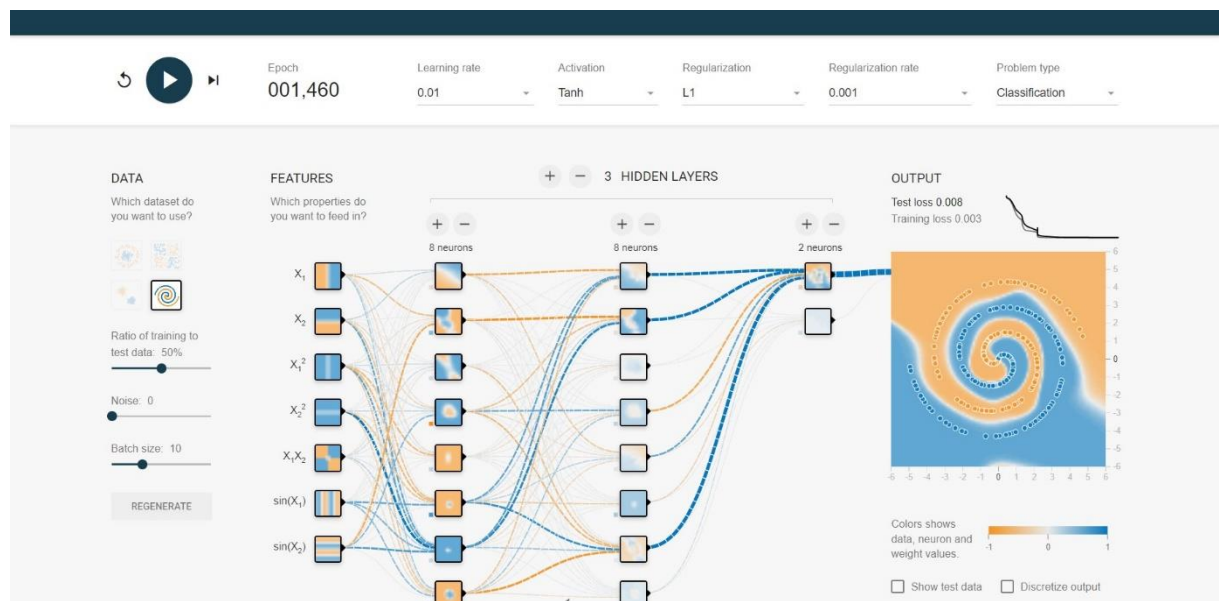 Epoch
001,460
Learning rate
0.01
Activation
Tanh
Regularization
L1
Regularization rate
0.001
Problem type
Classification
DATA
Which dataset do
you want to use?
Ratio of training to
test data: 50%
Noise: 0
Batch size: 10
REGENERATE
FEATURES
Which properties do
you want to feed in?
X₁
X₂
X₁²
X₂²
X₁X₂
sin(X₁)
sin(X₂)
+ − 3 HIDDEN LAYERS
+ −
8 neurons
+ −
8 neurons
+ −
2 neurons
OUTPUT
Test loss 0.008
Training loss 0.003
6
5
4
3
2
1
0
-1
-2
-3
-4
-5
-6
-6 -5 -4 -3 -2 -1 0 1 2 3 4 5 6
Colors shows
data, neuron and
weight values.
-1 0 1
Show test data
Discretize output